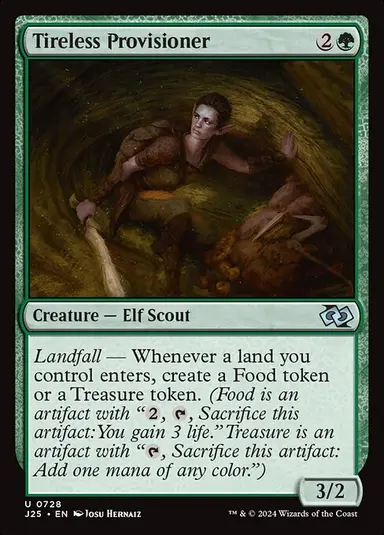 Tireless Provisioner 2
Creature — Elf Scout
Landfall — Whenever a land you
control enters, create a Food token
or a Treasure token. (Food is an
artifact with “2, , Sacrifice this
artifact:You gain 3 life.” Treasure is an
artifact with “, Sacrifice this artifact:
Add one mana of any color.”)
3/2
U 0728
J25 • EN Josu Hernaiz
™ & © 2024 Wizards of the Coast